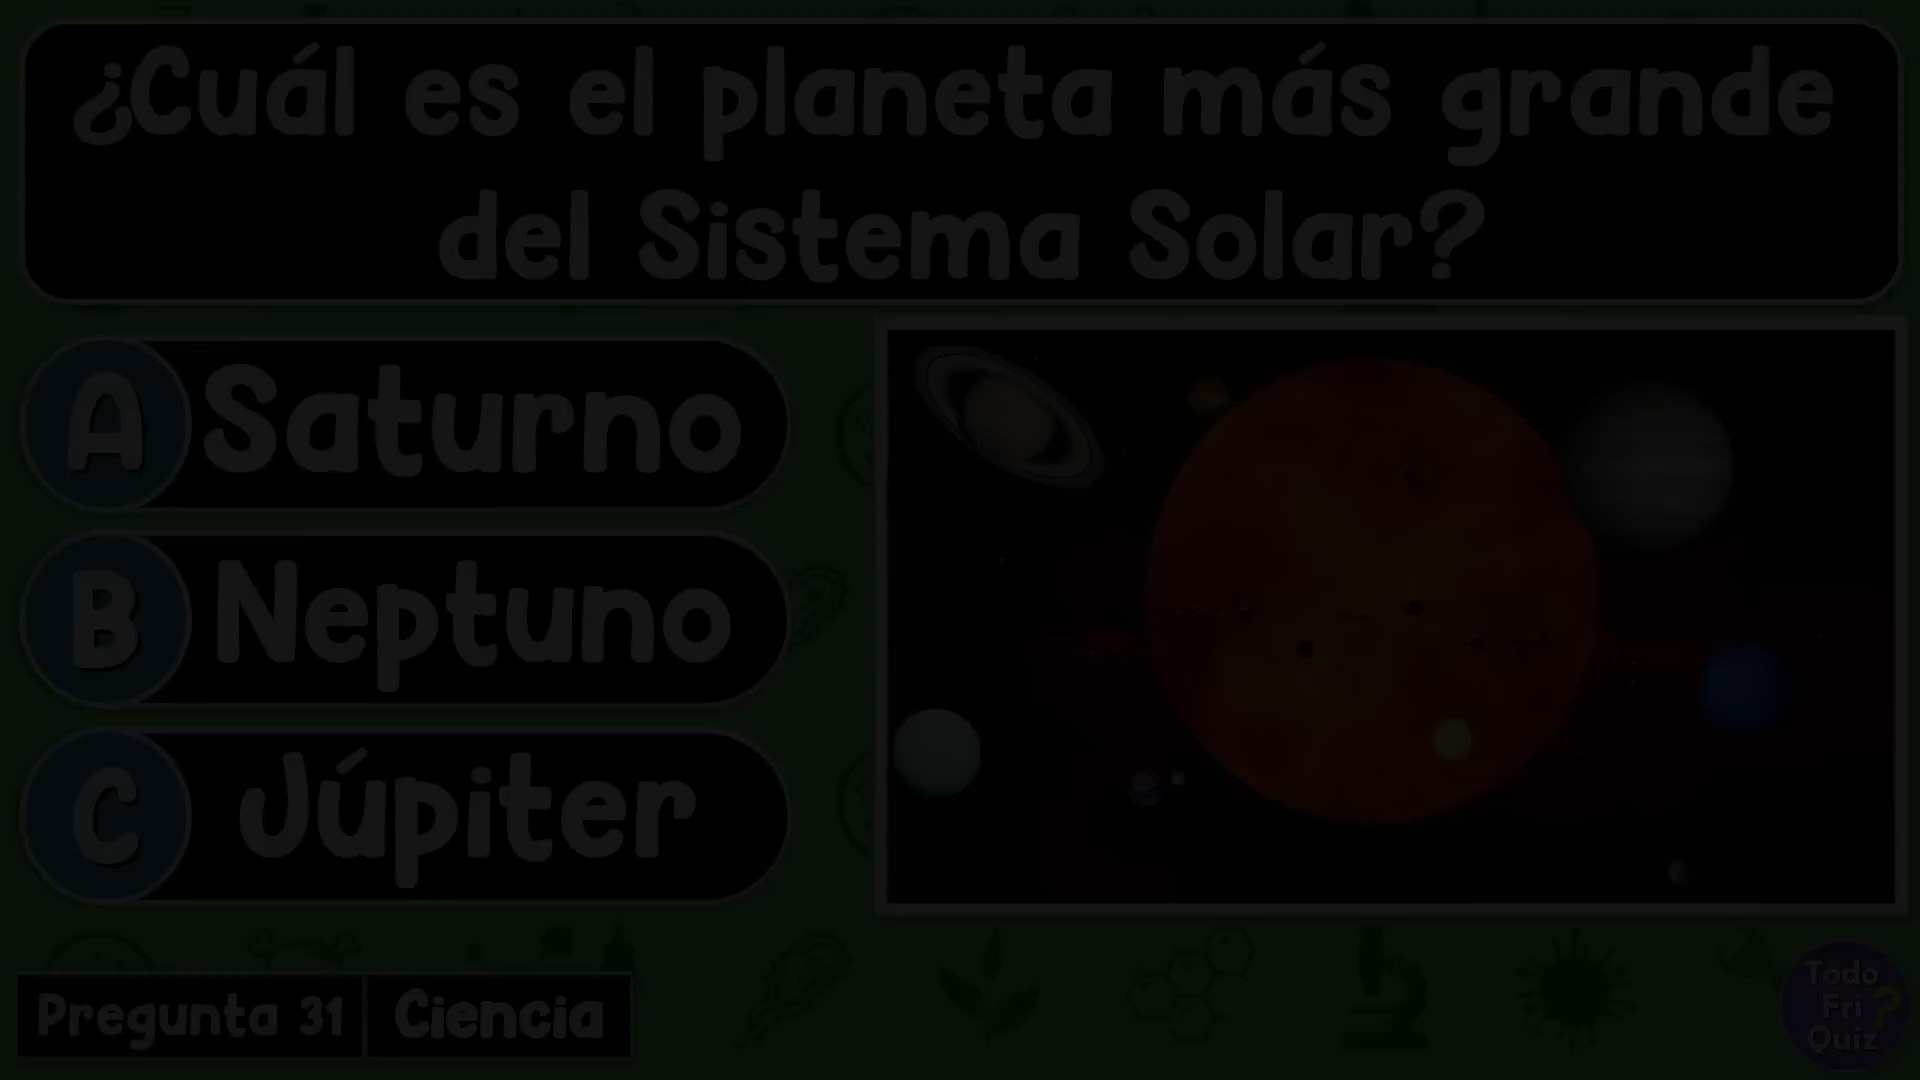 ¿Cuál es el planeta más grande
del Sistema Solar?
A Saturno
B Neptuno
C Júpiter
Pregunta 31 Ciencia
Todo
Fri
Quiz
?